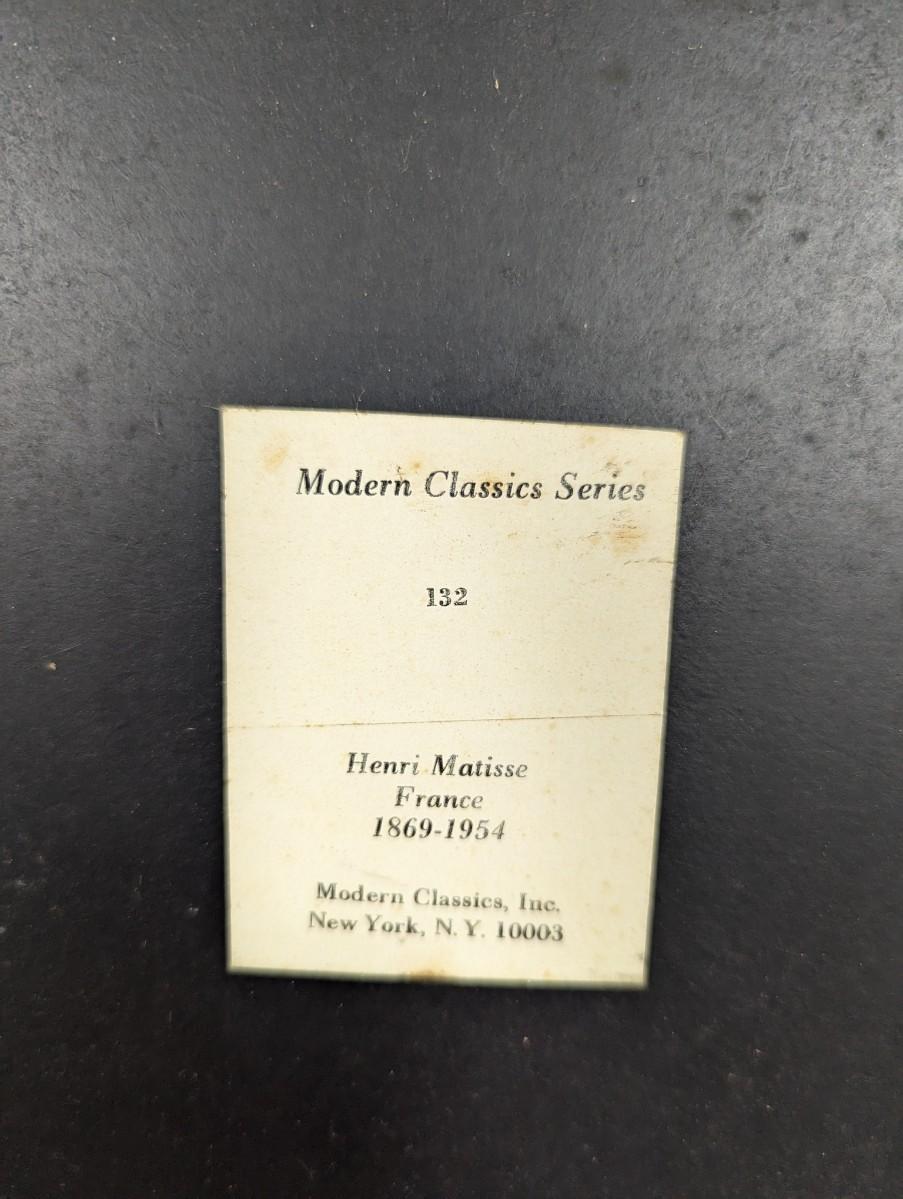 Modern Classics Series
132
Henri Matisse
France
1869-1954
Modern Classics, Inc.
New York, N. Y. 10003